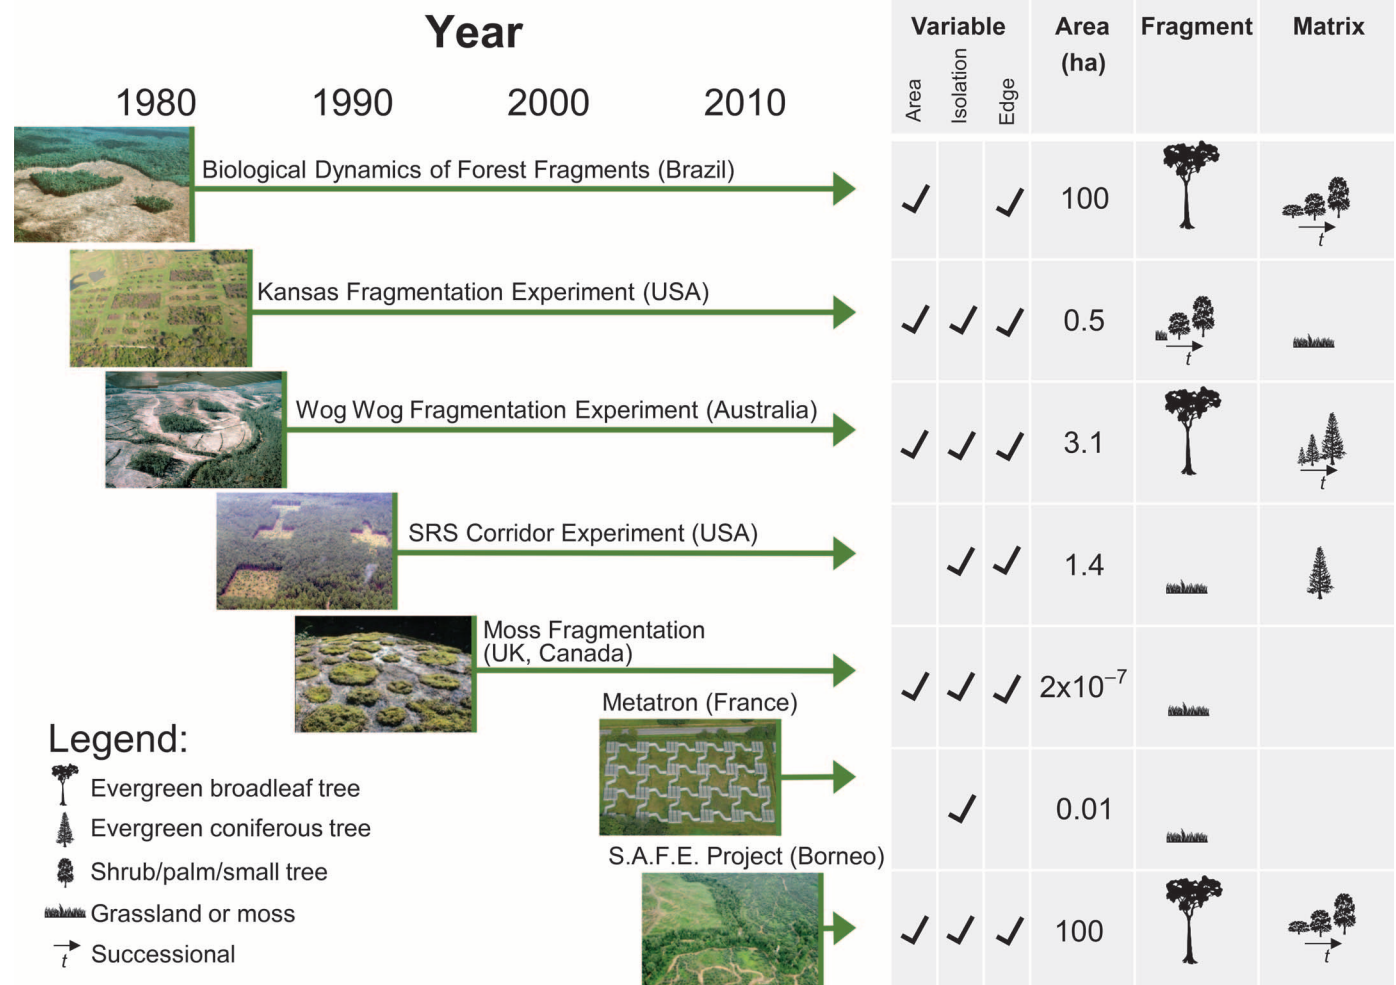 Year
1980 1990 2000 2010
Variable
Area
Isolation
Edge
Area
(ha)
Fragment
Matrix
Biological Dynamics of Forest Fragments (Brazil)
100
t
Kansas Fragmentation Experiment (USA)
0.5
t
Wog Wog Fragmentation Experiment (Australia)
3.1
t
SRS Corridor Experiment (USA)
1.4
Moss Fragmentation
(UK, Canada)
2x10⁻⁷
Metatron (France)
0.01
S.A.F.E. Project (Borneo)
100
t
Legend:
Evergreen broadleaf tree
Evergreen coniferous tree
Shrub/palm/small tree
Grassland or moss
t Successional